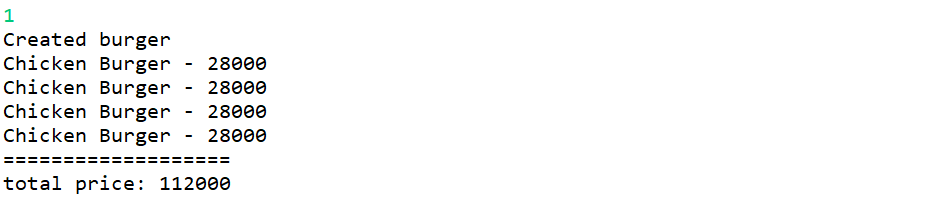 1
Created burger
Chicken Burger - 28000
Chicken Burger - 28000
Chicken Burger - 28000
Chicken Burger - 28000
===================
total price: 112000